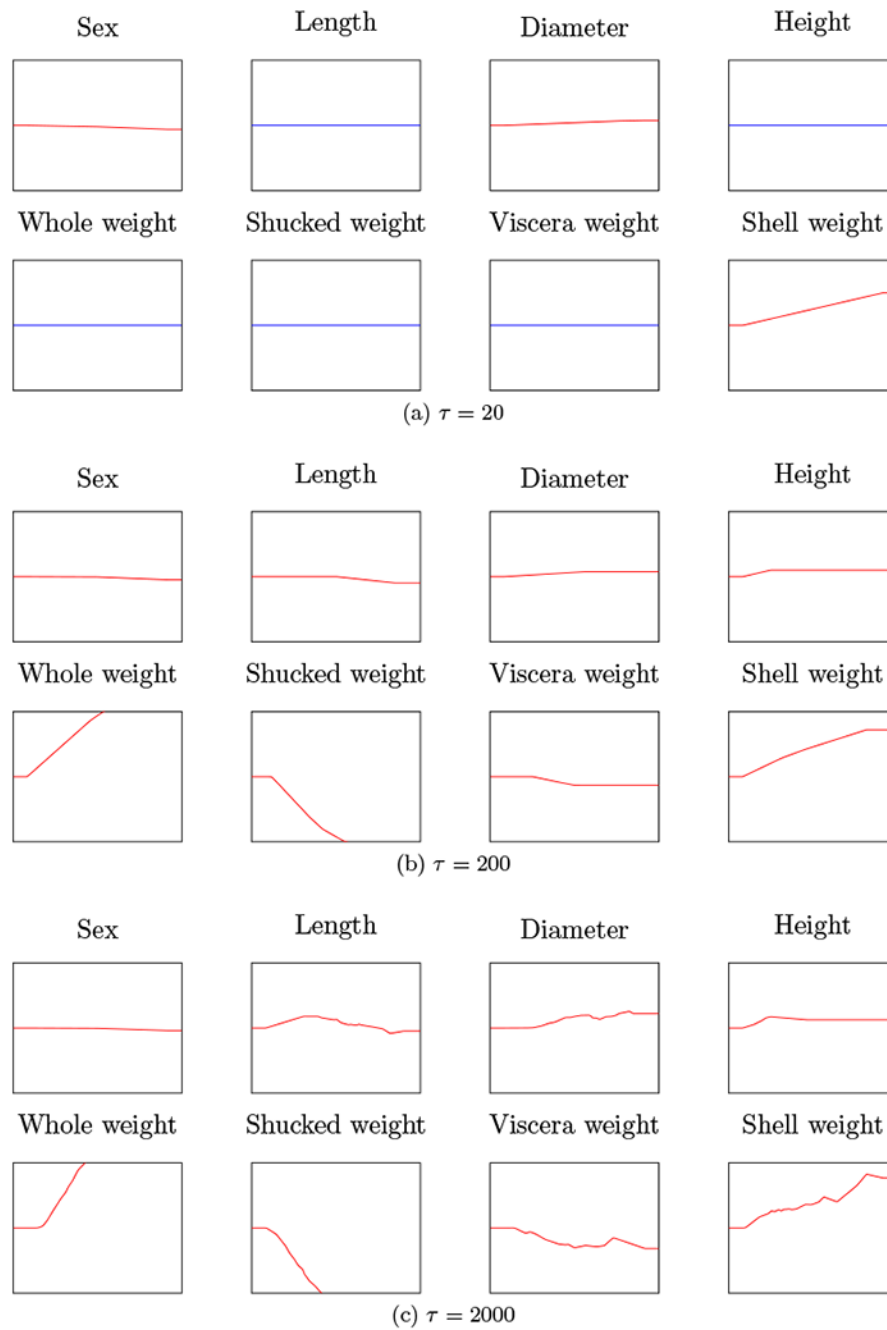 Sex Length Diameter Height
Whole weight Shucked weight Viscera weight Shell weight
(a) τ = 20
Sex Length Diameter Height
Whole weight Shucked weight Viscera weight Shell weight
(b) τ = 200
Sex Length Diameter Height
Whole weight Shucked weight Viscera weight Shell weight
(c) τ = 2000